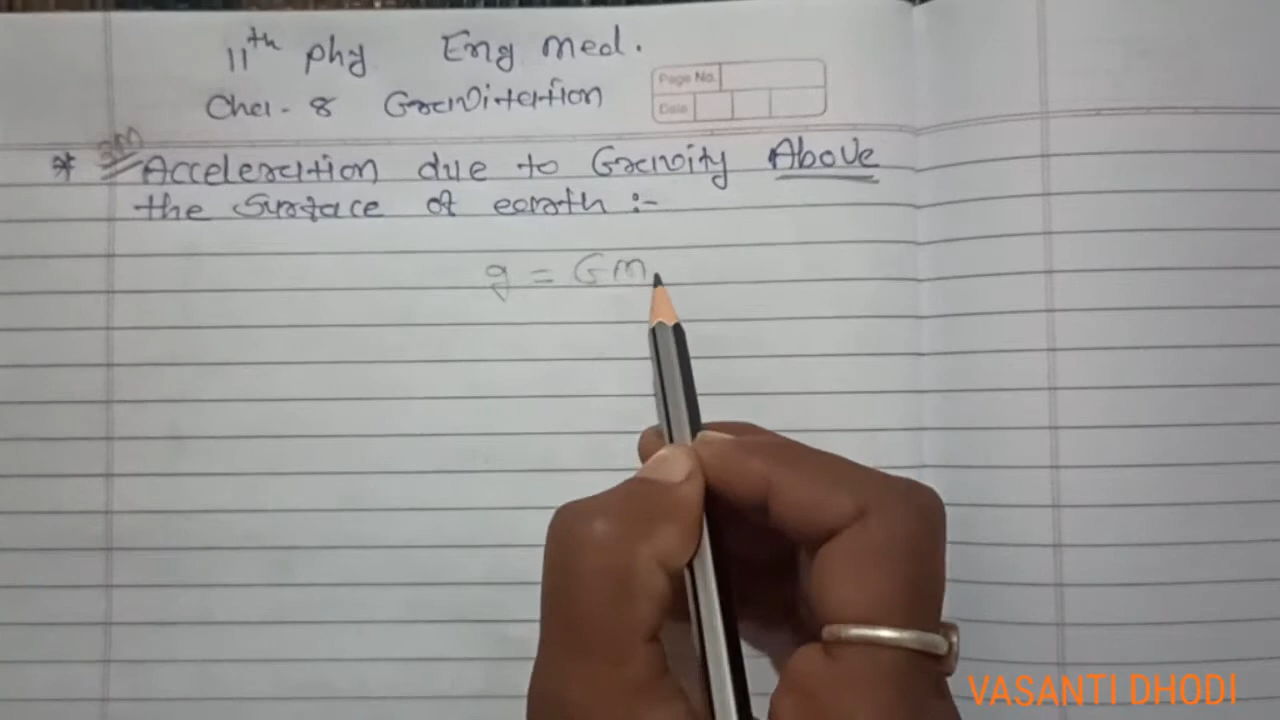 11th phy Eng Med.
Cha - 8 Gravitation
Page No.
Date
* 3M Acceleration due to Gravity Above
the Surface of earth :-
g = GM
VASANTI DHODI